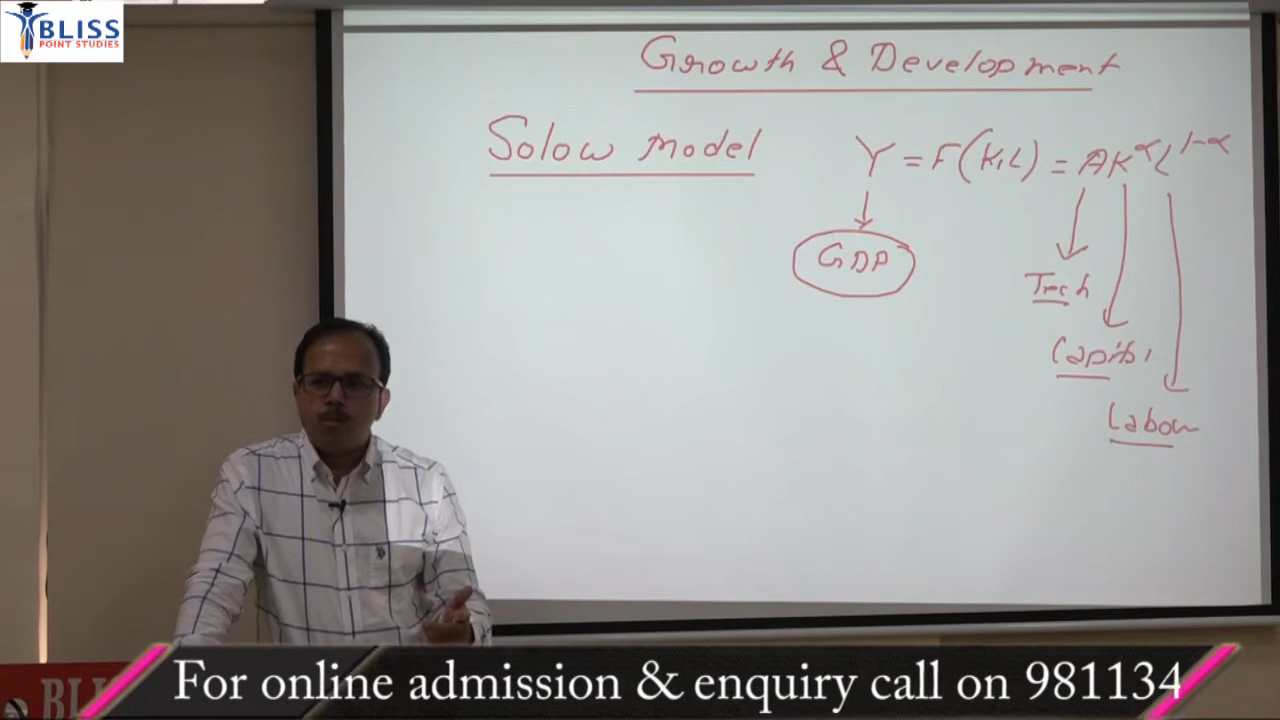 BLISS
POINT STUDIES
Growth & Development
Solow Model
Y = F(K,L) = AK^α L^1-α
GDP
Tech
Capital
Labour
BLI
For online admission & enquiry call on 981134